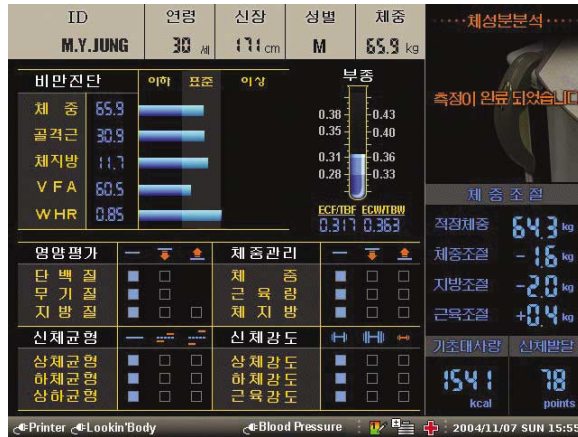 ID 연령 신장 성별 체중
M.Y.JUNG 30 세 171 cm M 65.9 kg
·····체성분분석·····
측정이 완료 되었습니다
비만진단 이하 표준 이상
체 중 65.9
골격근 30.9
체지방 11.7
V F A 60.5
W H R 0.85
부종
0.38 0.43
0.35 0.40
0.31 0.36
0.28 0.33
ECF/TBF ECW/TBW
0.317 0.363
체 중 조 절
적정체중 64.3 kg
체중조절 - 1.6 kg
지방조절 -2.0 kg
근육조절 +0.4 kg
영양평가
단 백 질
무 기 질
지 방 질
체중관리
체 중
근 육 량
체 지 방
신체균형
상체균형
하체균형
상하균형
신체강도
상체강도
하체강도
근육강도
기초대사량 신체발달
1541 78
kcal points
Printer Lookin'Body Blood Pressure 2004/11/07 SUN 15:55